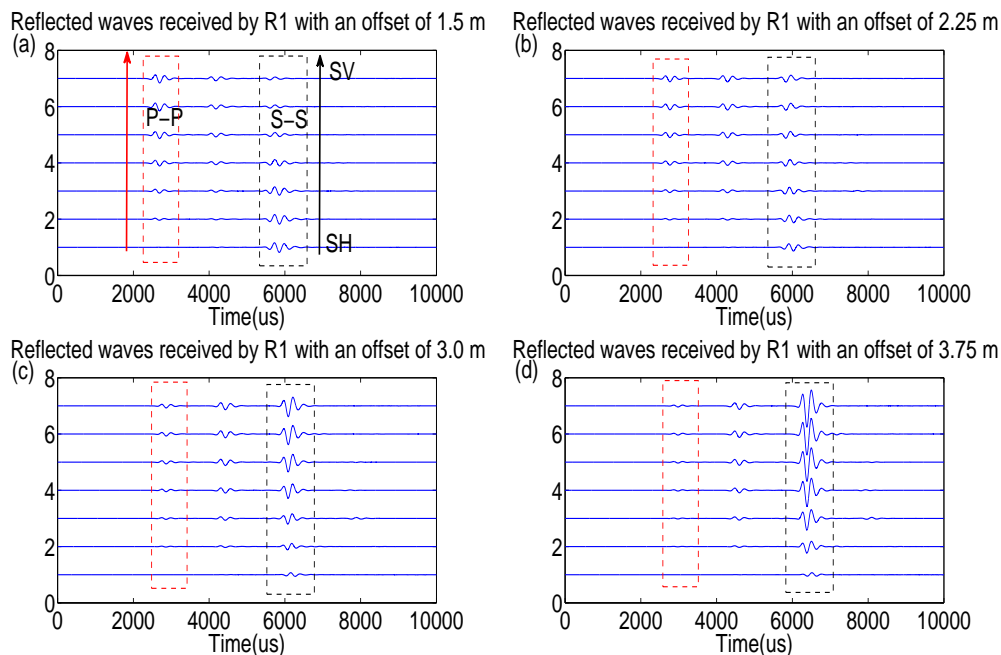 Reflected waves received by R1 with an offset of 1.5 m
(a)
8
6
4
2
0
P–P
S–S
SV
SH
0 2000 4000 6000 8000 10000
Time(us)
Reflected waves received by R1 with an offset of 2.25 m
(b)
8
6
4
2
0
0 2000 4000 6000 8000 10000
Time(us)
Reflected waves received by R1 with an offset of 3.0 m
(c)
8
6
4
2
0
0 2000 4000 6000 8000 10000
Time(us)
Reflected waves received by R1 with an offset of 3.75 m
(d)
8
6
4
2
0
0 2000 4000 6000 8000 10000
Time(us)